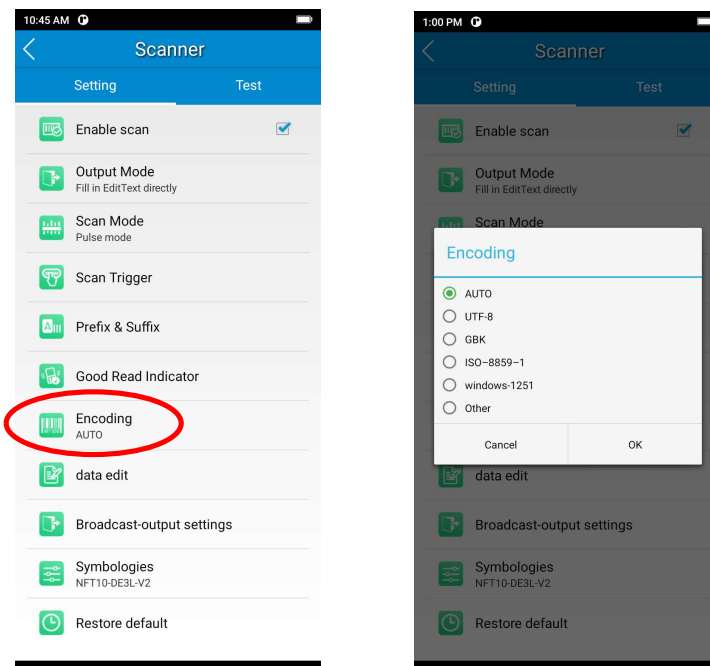 10:45 AM
Scanner
Setting Test
Enable scan
Output Mode
Fill in EditText directly
Scan Mode
Pulse mode
Scan Trigger
Prefix & Suffix
Good Read Indicator
Encoding
AUTO
data edit
Broadcast-output settings
Symbologies
NFT10-DE3L-V2
Restore default
1:00 PM
Scanner
Setting Test
Enable scan
Output Mode
Fill in EditText directly
Scan Mode
Encoding
AUTO
UTF-8
GBK
ISO-8859-1
windows-1251
Other
Cancel OK
data edit
Broadcast-output settings
Symbologies
NFT10-DE3L-V2
Restore default